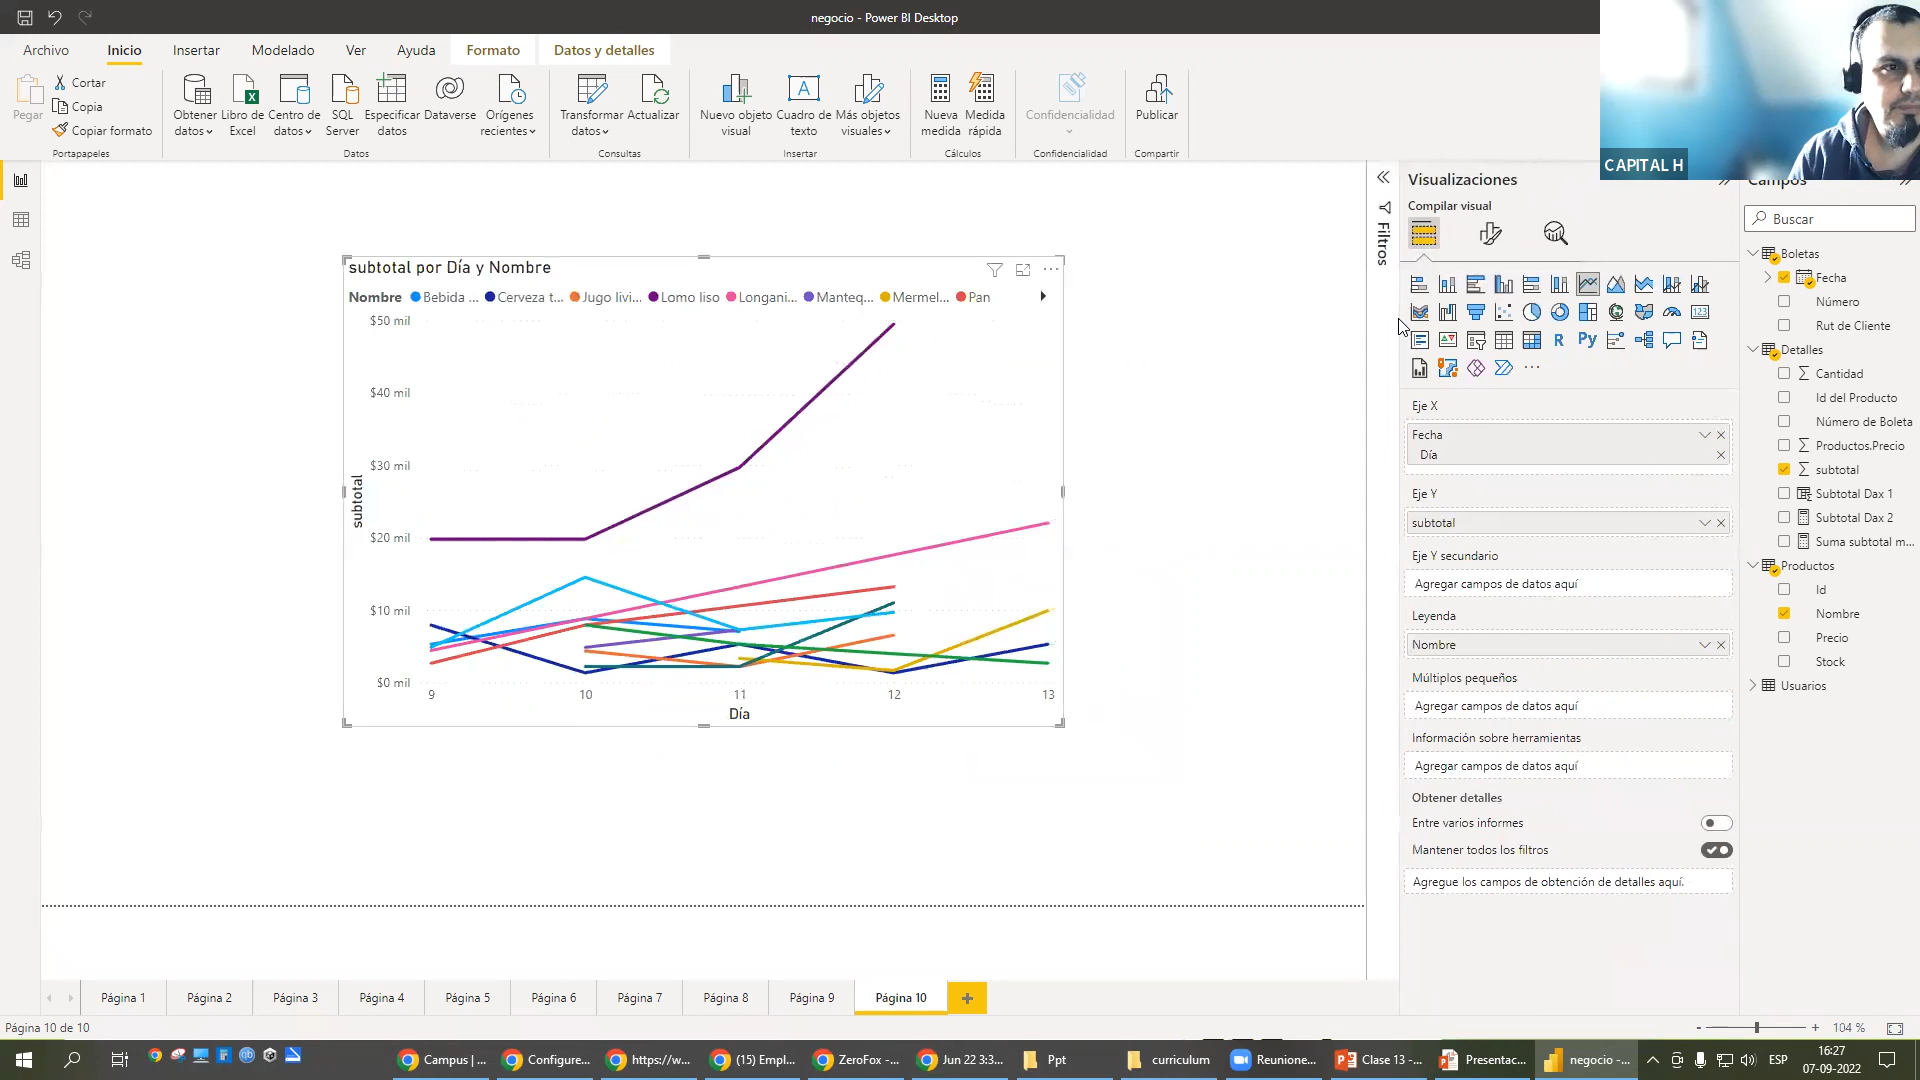 negocio - Power BI Desktop
Archivo Inicio Insertar Modelado Ver Ayuda Formato Datos y detalles
Pegar
Cortar
Copia
Copiar formato
Portapapeles
Obtener datos
Libro de Excel
Centro de datos
SQL Server
Especificar datos
Dataverse
Orígenes recientes
Datos
Transformar datos
Actualizar
Consultas
Nuevo objeto visual
Cuadro de texto
Más objetos visuales
Insertar
Nueva medida
Medida rápida
Cálculos
Confidencialidad
Confidencialidad
Publicar
Compartir
CAPITAL H
subtotal por Día y Nombre
Nombre Bebida ... Cerveza t... Jugo livi... Lomo liso Longani... Manteq... Mermel... Pan
$50 mil
$40 mil
$30 mil
$20 mil
$10 mil
$0 mil
subtotal
9 10 11 12 13
Día
Filtros
Visualizaciones
Compilar visual
123
R Py
Eje X
Fecha
Día
Eje Y
subtotal
Eje Y secundario
Agregar campos de datos aquí
Leyenda
Nombre
Múltiplos pequeños
Agregar campos de datos aquí
Información sobre herramientas
Agregar campos de datos aquí
Obtener detalles
Entre varios informes
Mantener todos los filtros
Agregue los campos de obtención de detalles aquí.
Campos
Buscar
Boletas
Fecha
Número
Rut de Cliente
Detalles
Cantidad
Id del Producto
Número de Boleta
Productos.Precio
subtotal
Subtotal Dax 1
Subtotal Dax 2
Suma subtotal m...
Productos
Id
Nombre
Precio
Stock
Usuarios
Página 1 Página 2 Página 3 Página 4 Página 5 Página 6 Página 7 Página 8 Página 9 Página 10 +
Página 10 de 10
- + 104 %
Campus | ... Configure... https://w... (15) Empl... ZeroFox -... Jun 22 3:3... Ppt curriculum Reunione... Clase 13 -... Presentac... negocio -... ESP
16:27
07-09-2022